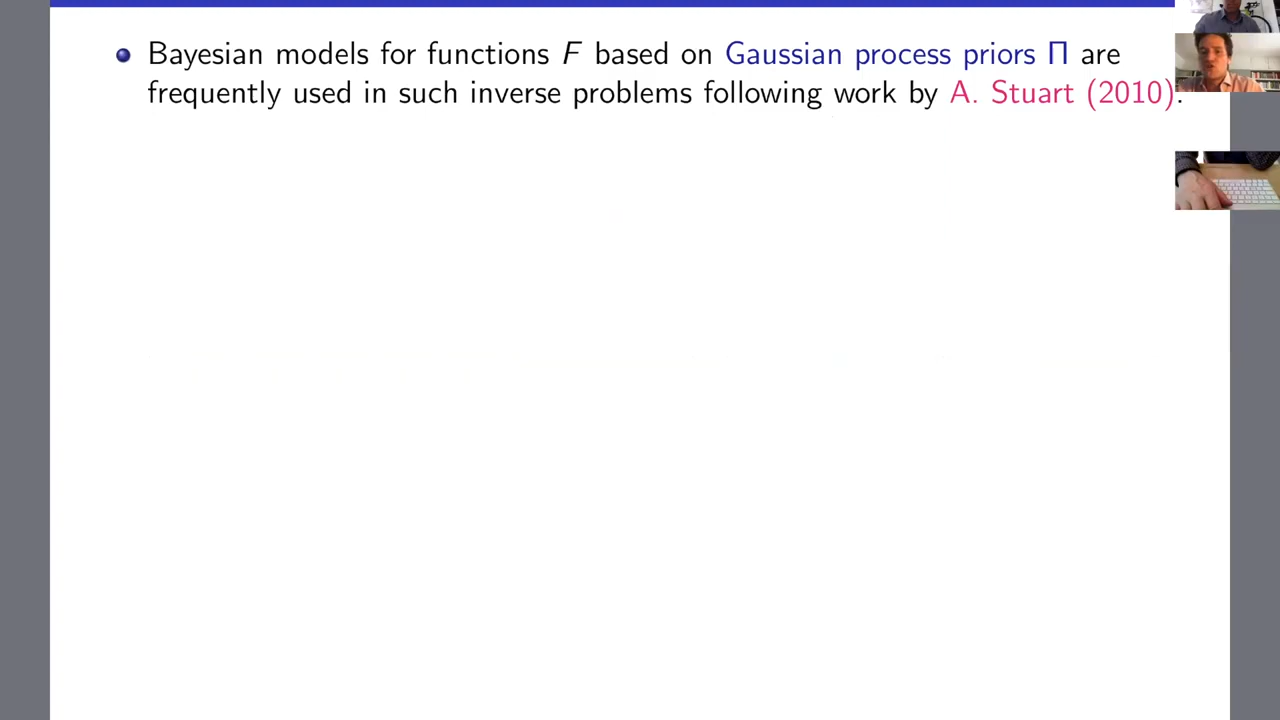 Bayesian models for functions F based on Gaussian process priors Π are
frequently used in such inverse problems following work by A. Stuart (2010).